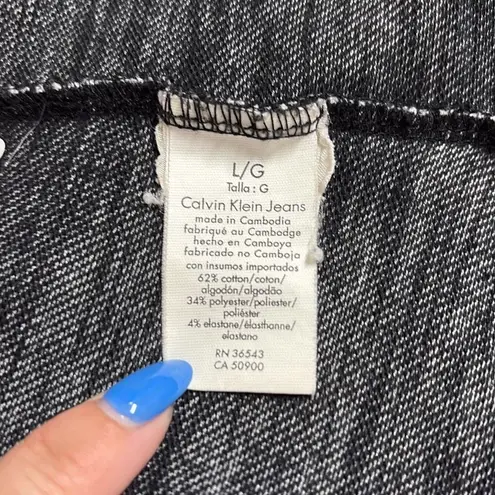 L/G
Talla : G
Calvin Klein Jeans
made in Cambodia
fabriqué au Cambodge
hecho en Camboya
fabricado no Camboja
con insumos importados
62% cotton/coton/
algodón/algodão
34% polyester/poliester/
poliéster
4% elastane/élasthanne/
elastano
RN 36543
CA 50900